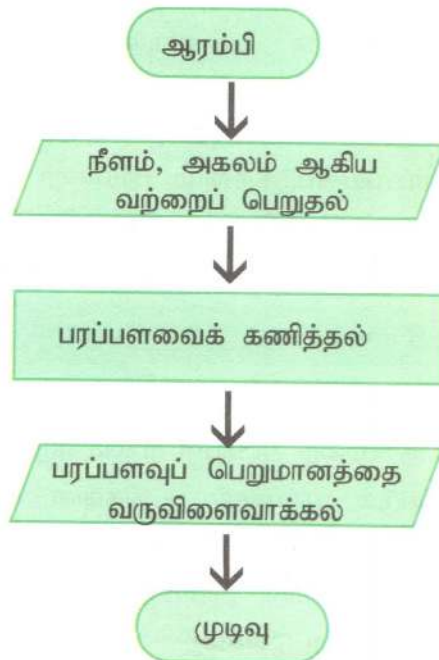 ஆரம்பி
நீளம், அகலம் ஆகிய
வற்றைப் பெறுதல்
பரப்பளவைக் கணித்தல்
பரப்பளவுப் பெறுமானத்தை
வருவிளைவாக்கல்
முடிவு